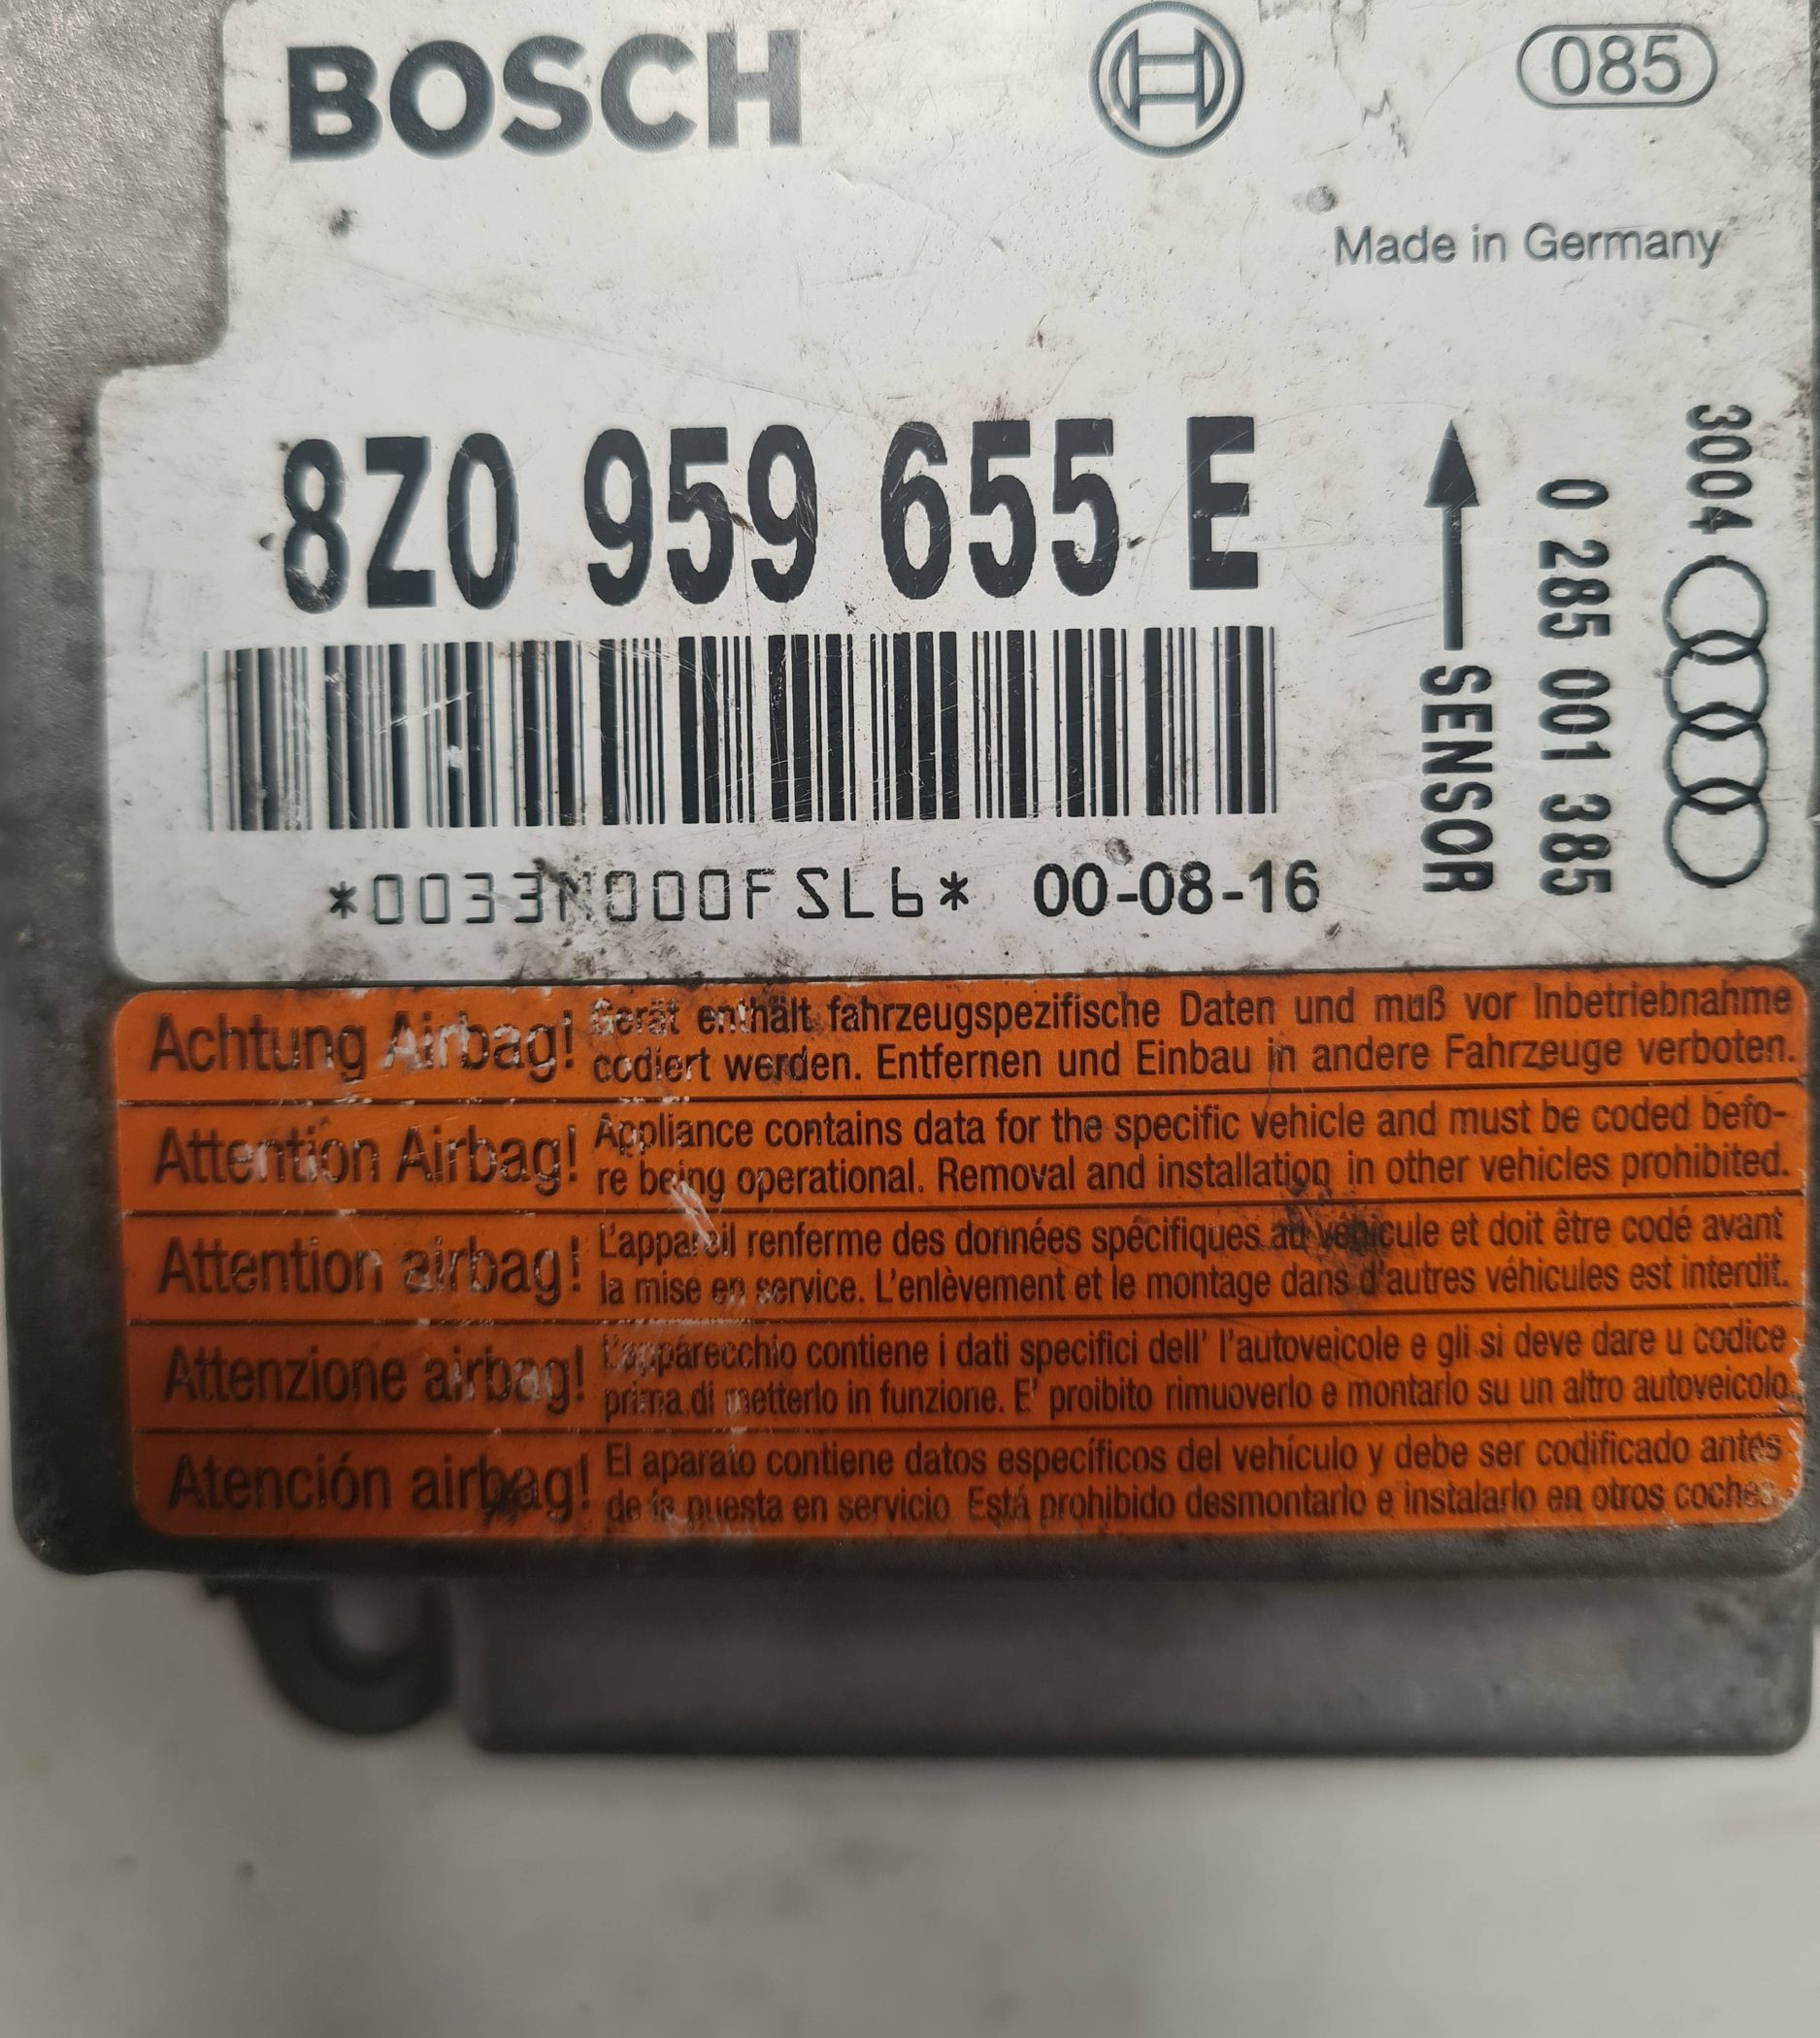 BOSCH
085
Made in Germany
8Z0 959 655 E
*0033N000FSL6* 00-08-16
SENSOR
0 285 001 385
3004
Achtung Airbag! Gerät enthält fahrzeugspezifische Daten und muß vor Inbetriebnahme
codiert werden. Entfernen und Einbau in andere Fahrzeuge verboten.
Attention Airbag! Appliance contains data for the specific vehicle and must be coded befo-
re being operational. Removal and installation in other vehicles prohibited.
Attention airbag! L'appareil renferme des données spécifiques au véhicule et doit être codé avant
la mise en service. L'enlèvement et le montage dans d'autres véhicules est interdit.
Attenzione airbag! L'apparecchio contiene i dati specifici dell' l'autoveicole e gli si deve dare u codice
prima di metterlo in funzione. E' proibito rimuoverlo e montarlo su un altro autoveicolo.
Atención airbag! El aparato contiene datos específicos del vehículo y debe ser codificado antes
de la puesta en servicio. Está prohibido desmontarlo e instalarlo en otros coches.